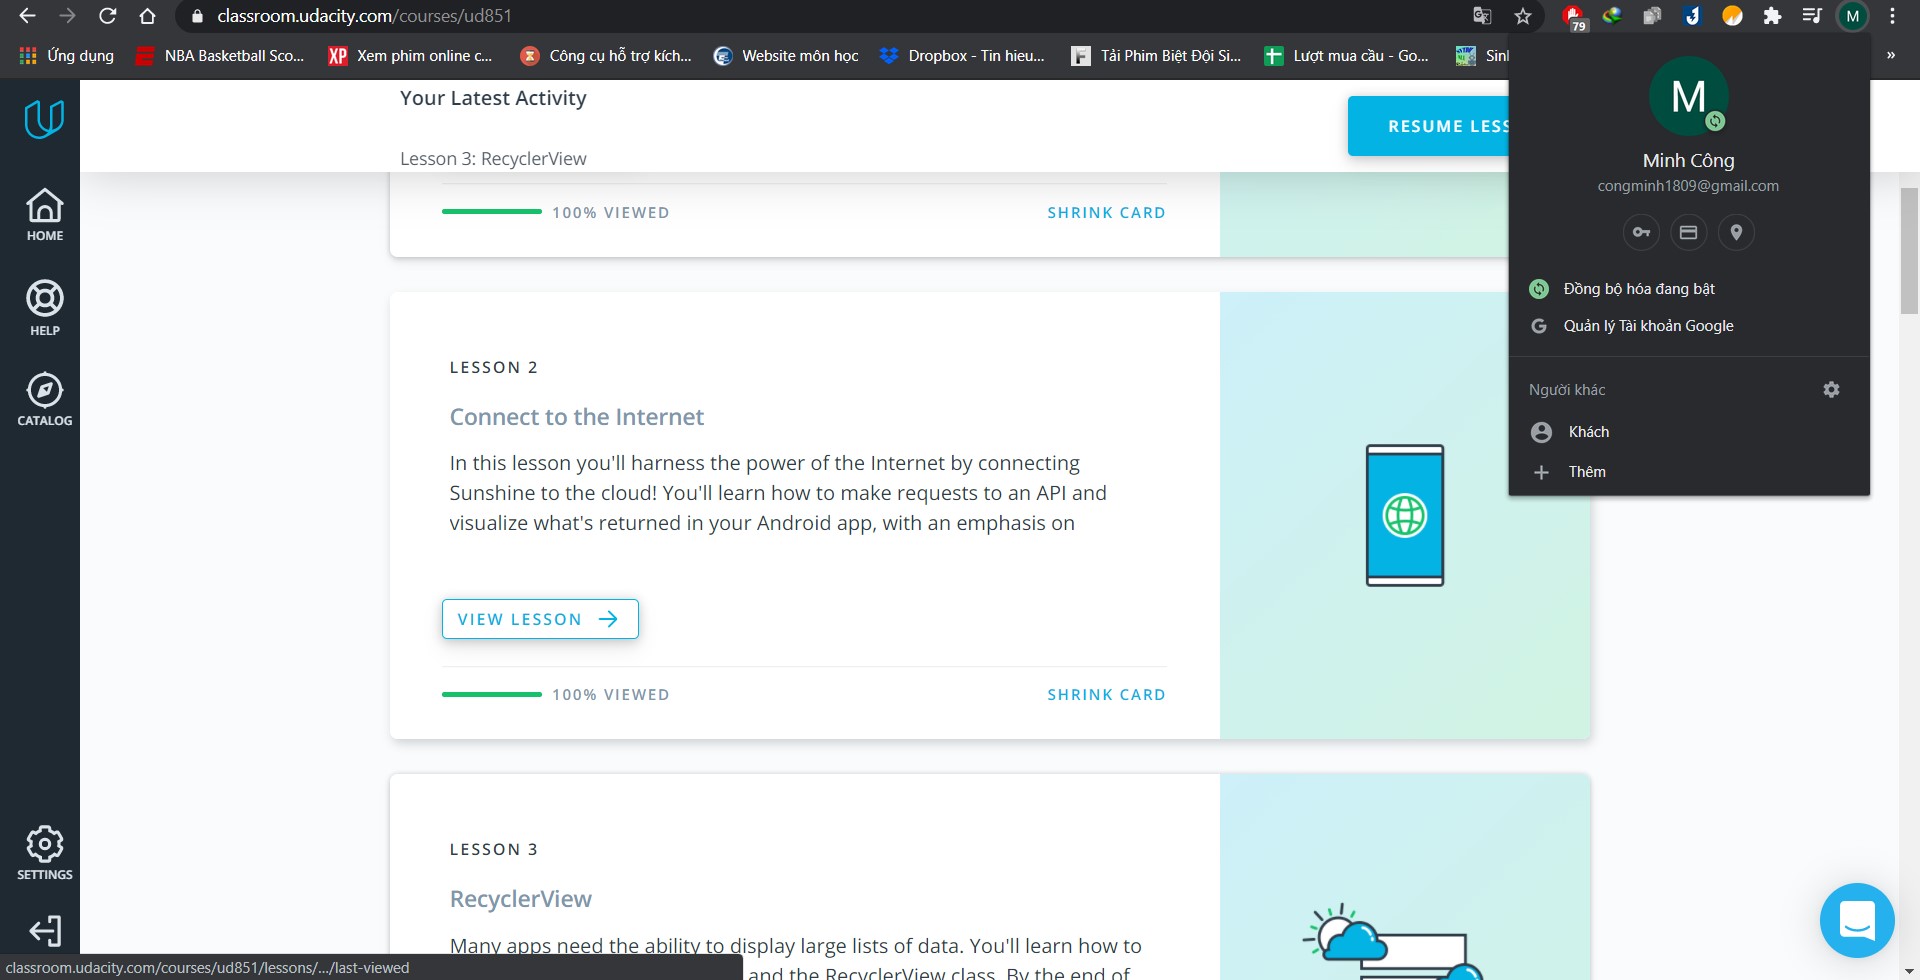 classroom.udacity.com/courses/ud851
79
M
Ứng dụng
NBA Basketball Sco...
XP Xem phim online c...
Công cụ hỗ trợ kích...
Website môn học
Dropbox - Tin hieu...
F Tải Phim Biệt Đội Si...
Lượt mua cầu - Go...
Sinh
»
Your Latest Activity
Lesson 3: RecyclerView
RESUME LESS
HOME
HELP
CATALOG
SETTINGS
100% VIEWED
SHRINK CARD
LESSON 2
Connect to the Internet
In this lesson you'll harness the power of the Internet by connecting
Sunshine to the cloud! You'll learn how to make requests to an API and
visualize what's returned in your Android app, with an emphasis on
VIEW LESSON
100% VIEWED
SHRINK CARD
LESSON 3
RecyclerView
Many apps need the ability to display large lists of data. You'll learn how to
and the RecyclerView class. By the end of
M
Minh Công
congminh1809@gmail.com
Đồng bộ hóa đang bật
G Quản lý Tài khoản Google
Người khác
Khách
Thêm
classroom.udacity.com/courses/ud851/lessons/.../last-viewed